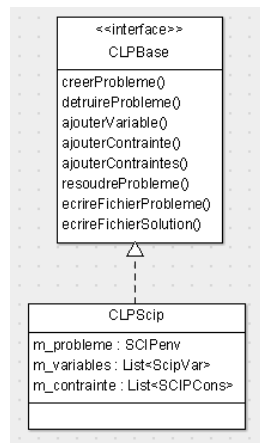 <<interface>>
CLPBase
creerProbleme()
detruireProbleme()
ajouterVariable()
ajouterContrainte()
ajouterContraintes()
resoudreProbleme()
ecrireFichierProbleme()
ecrireFichierSolution()
CLPScip
m_probleme : SCIPenv
m_variables : List<ScipVar>
m_contrainte : List<SCIPCons>